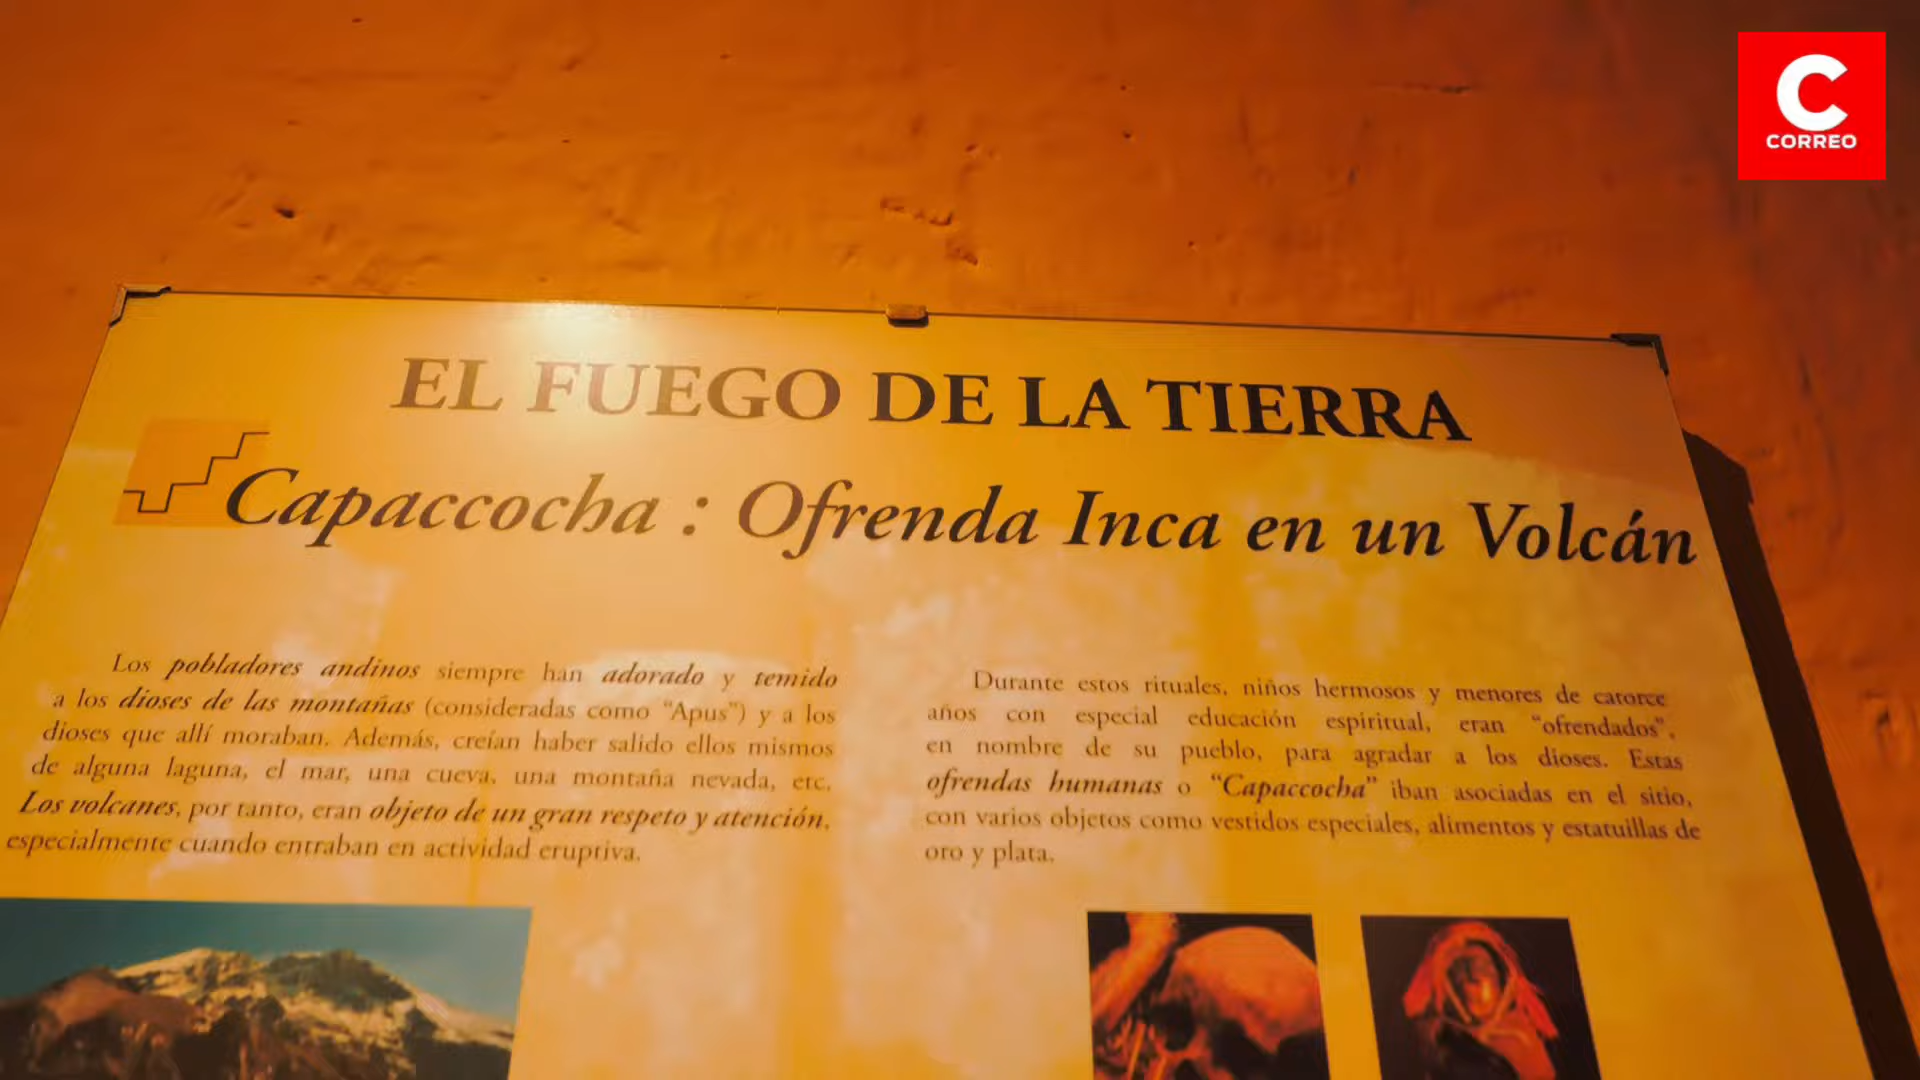 C
CORREO
EL FUEGO DE LA TIERRA
Capaccocha : Ofrenda Inca en un Volcán
Los pobladores andinos siempre han adorado y temido
a los dioses de las montañas (consideradas como “Apus”) y a los
dioses que allí moraban. Además, creían haber salido ellos mismos
de alguna laguna, el mar, una cueva, una montaña nevada, etc.
Los volcanes, por tanto, eran objeto de un gran respeto y atención,
especialmente cuando entraban en actividad eruptiva.
Durante estos rituales, niños hermosos y menores de catorce
años con especial educación espiritual, eran “ofrendados”,
en nombre de su pueblo, para agradar a los dioses. Estas
ofrendas humanas o “Capaccocha” iban asociadas en el sitio,
con varios objetos como vestidos especiales, alimentos y estatuillas de
oro y plata.